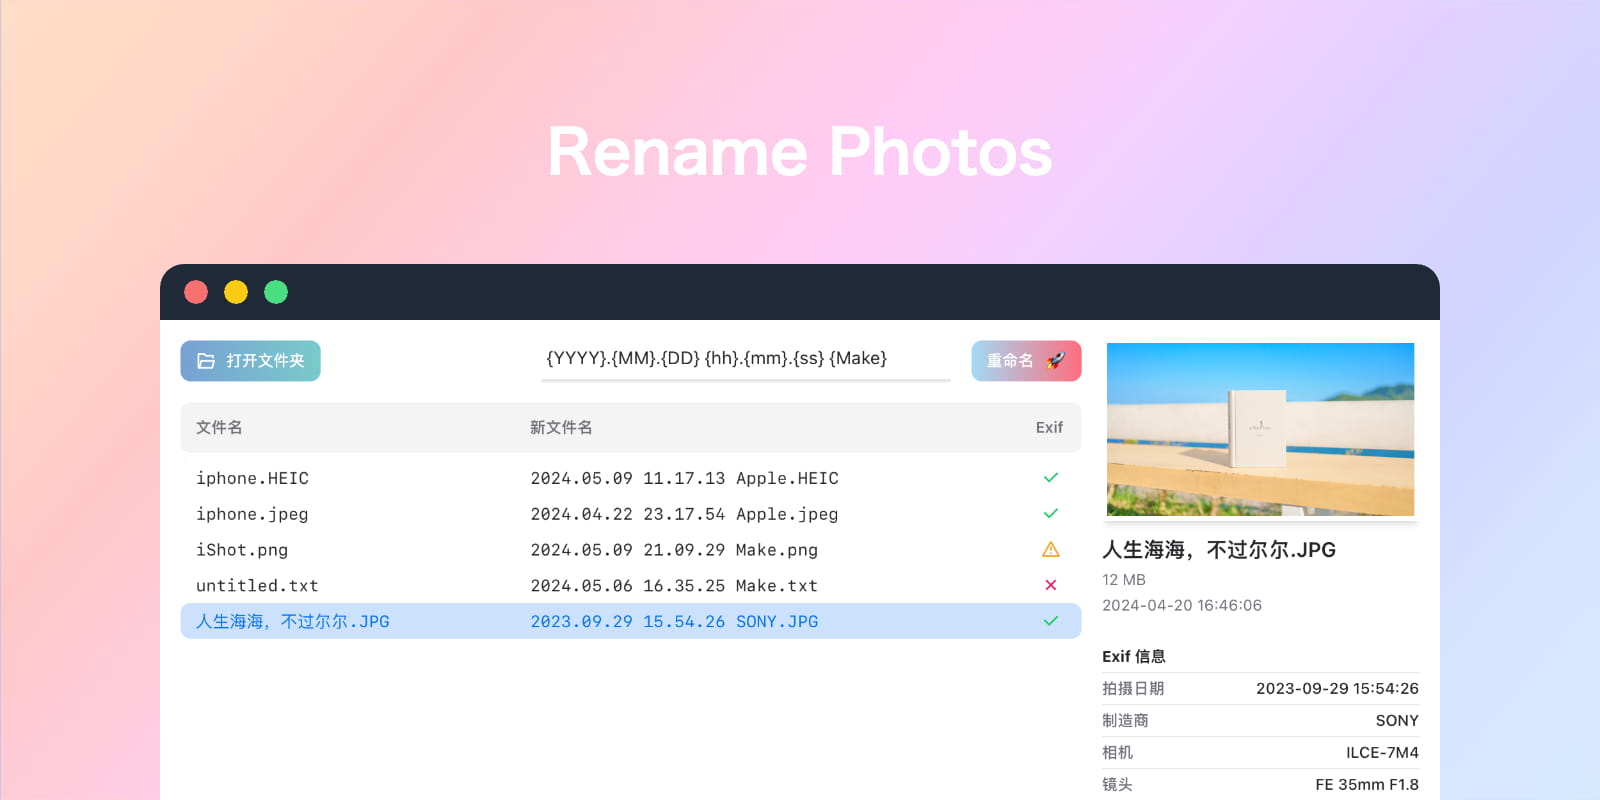 Rename Photos
打开文件夹
{YYYY}.{MM}.{DD} {hh}.{mm}.{ss} {Make}
重命名 🚀
文件名 新文件名 Exif
iphone.HEIC 2024.05.09 11.17.13 Apple.HEIC
iphone.jpeg 2024.04.22 23.17.54 Apple.jpeg
iShot.png 2024.05.09 21.09.29 Make.png
untitled.txt 2024.05.06 16.35.25 Make.txt
人生海海，不过尔尔.JPG 2023.09.29 15.54.26 SONY.JPG
人生海海，不过尔尔.JPG
12 MB
2024-04-20 16:46:06
Exif 信息
拍摄日期 2023-09-29 15:54:26
制造商 SONY
相机 ILCE-7M4
镜头 FE 35mm F1.8